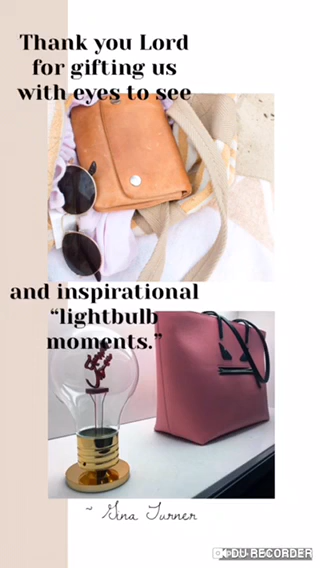 Thank you Lord
for gifting us
with eyes to see
and inspirational
“lightbulb
moments.”
~ Gina Turner
DU RECORDER